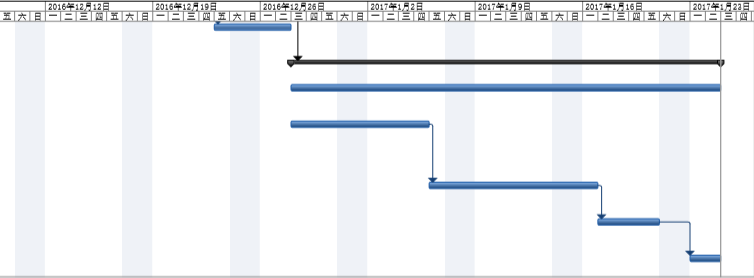 2016年12月12日 2016年12月19日 2016年12月26日 2017年1月2日 2017年1月9日 2017年1月16日 2017年1月23日
五 六 日 一 二 三 四 五 六 日 一 二 三 四 五 六 日 一 二 三 四 五 六 日 一 二 三 四 五 六 日 一 二 三 四 五 六 日 一 二 三 四 五 六 日 一 二 三 四